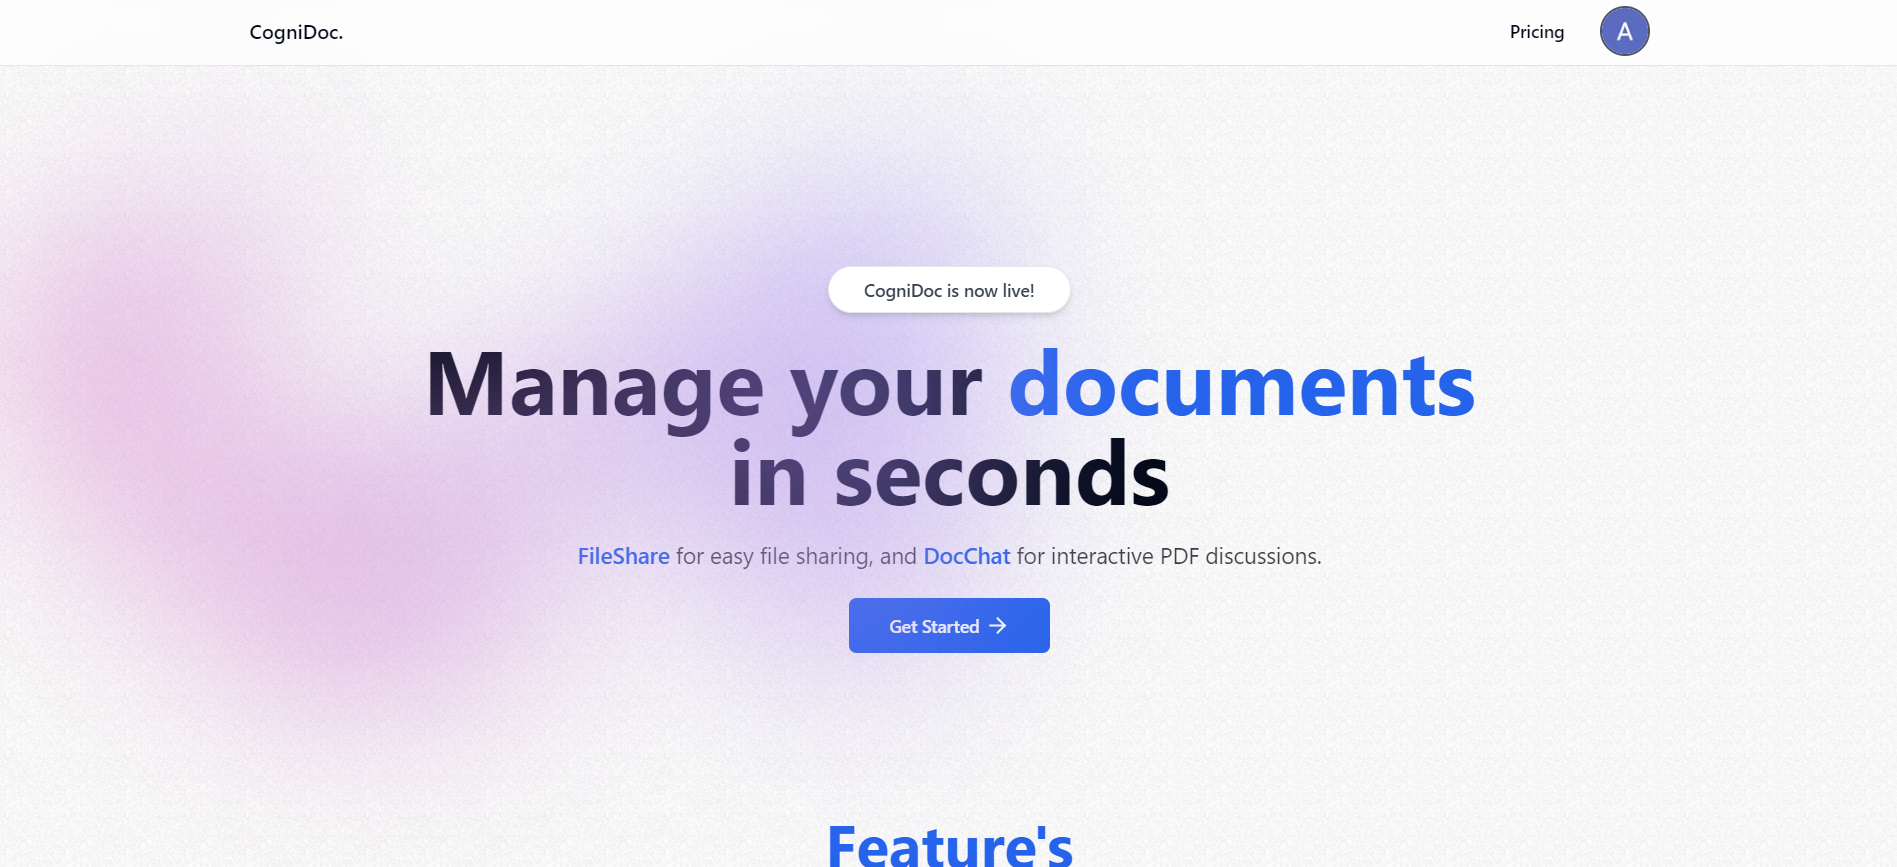 CogniDoc.
Pricing
A
CogniDoc is now live!
Manage your documents
in seconds
FileShare for easy file sharing, and DocChat for interactive PDF discussions.
Get Started →
Feature's